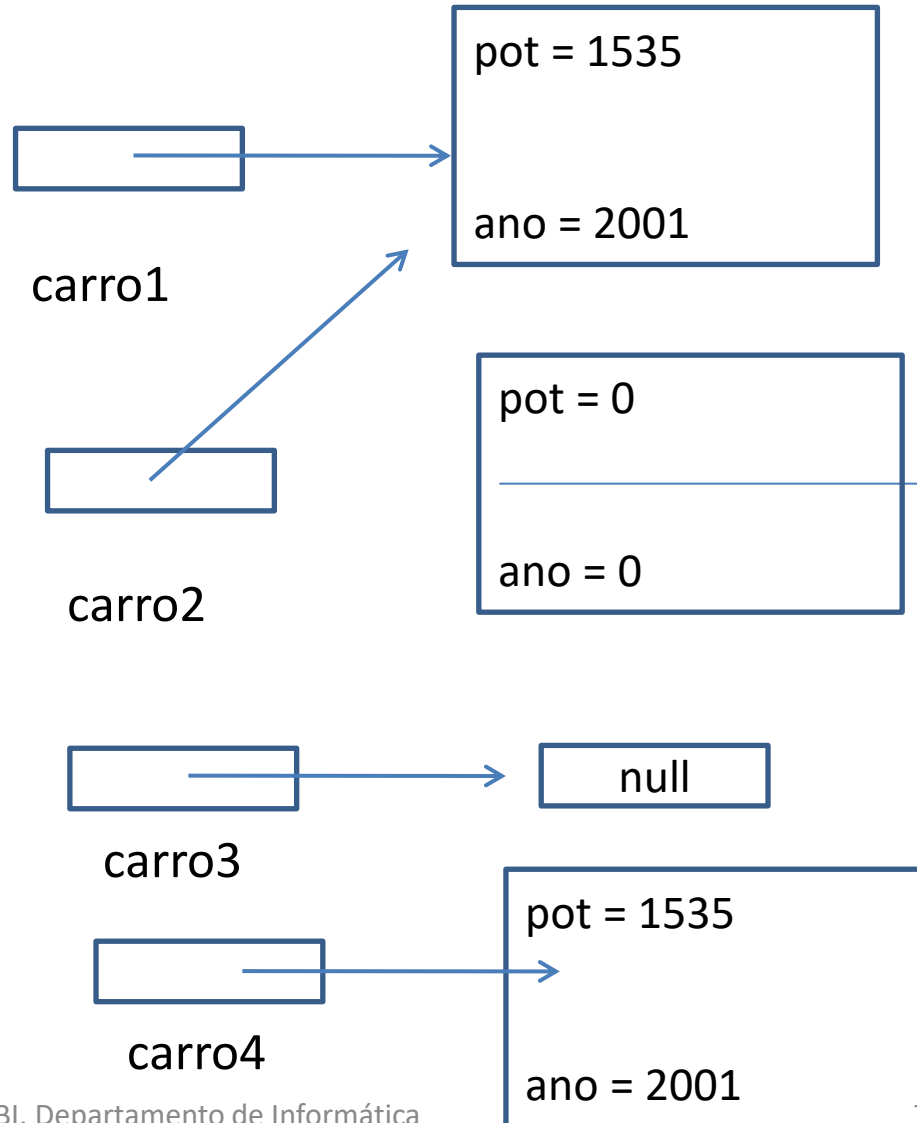 pot = 1535
ano = 2001
carro1
pot = 0
ano = 0
carro2
null
carro3
pot = 1535
carro4
ano = 2001
Departamento de Informática